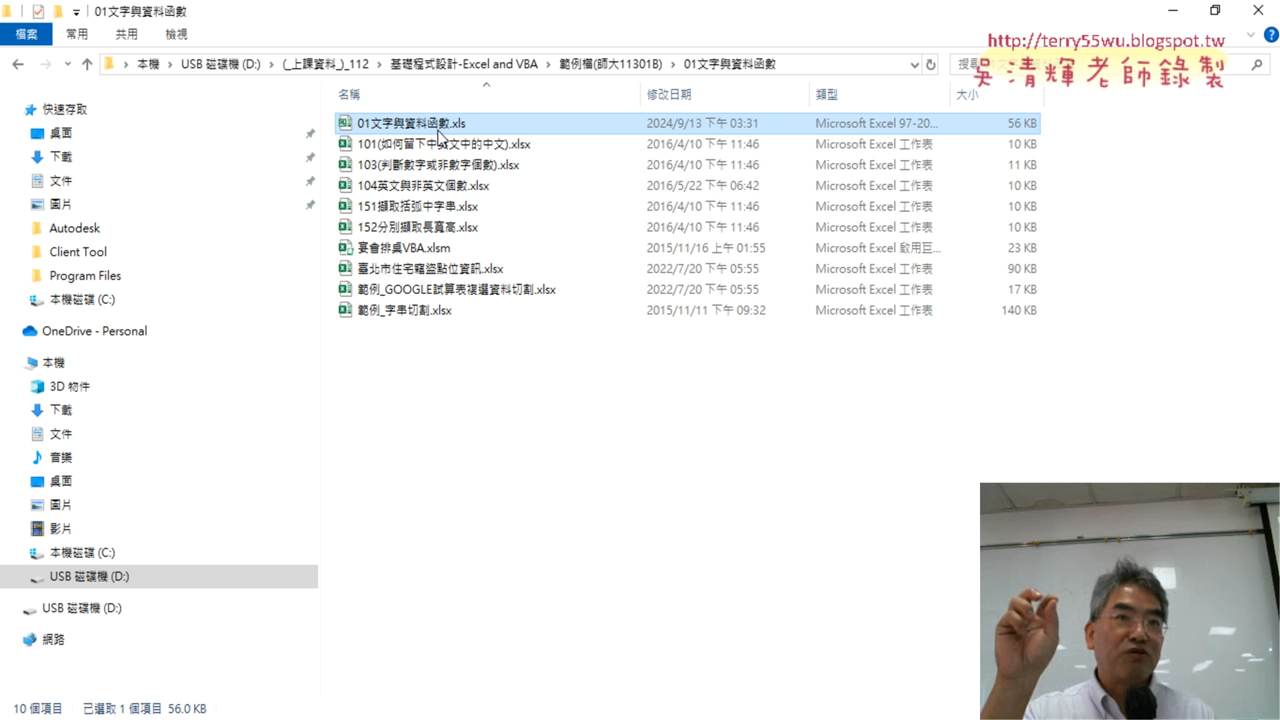 01文字與資料函數
檔案 常用 共用 檢視
http://terry55wu.blogspot.tw
吳清輝老師錄製
本機 USB 磁碟機 (D:) (_上課資料_)_112 基礎程式設計-Excel and VBA 範例檔(師大11301B) 01文字與資料函數
名稱 修改日期 類型 大小
快速存取
桌面
下載
文件
圖片
Autodesk
Client Tool
Program Files
本機磁碟 (C:)
OneDrive - Personal
本機
3D 物件
下載
文件
音樂
桌面
圖片
影片
本機磁碟 (C:)
USB 磁碟機 (D:)
USB 磁碟機 (D:)
網路
01文字與資料函數.xls 2024/9/13 下午 03:31 Microsoft Excel 97-20... 56 KB
101(如何留下中英文中的中文).xlsx 2016/4/10 下午 11:46 Microsoft Excel 工作表 10 KB
103(判斷數字或非數字個數).xlsx 2016/4/10 下午 11:46 Microsoft Excel 工作表 11 KB
104英文與非英文個數.xlsx 2016/5/22 下午 06:42 Microsoft Excel 工作表 10 KB
151擷取括弧中字串.xlsx 2016/4/10 下午 11:46 Microsoft Excel 工作表 10 KB
152分別擷取長寬高.xlsx 2016/4/10 下午 11:46 Microsoft Excel 工作表 10 KB
宴會排桌VBA.xlsm 2015/11/16 上午 01:55 Microsoft Excel 啟用巨... 23 KB
臺北市住宅竊盜點位資訊.xlsx 2022/7/20 下午 05:55 Microsoft Excel 工作表 90 KB
範例_GOOGLE試算表複選資料切割.xlsx 2022/7/20 下午 05:55 Microsoft Excel 工作表 17 KB
範例_字串切割.xlsx 2015/11/11 下午 09:32 Microsoft Excel 工作表 140 KB
10 個項目 已選取 1 個項目 56.0 KB